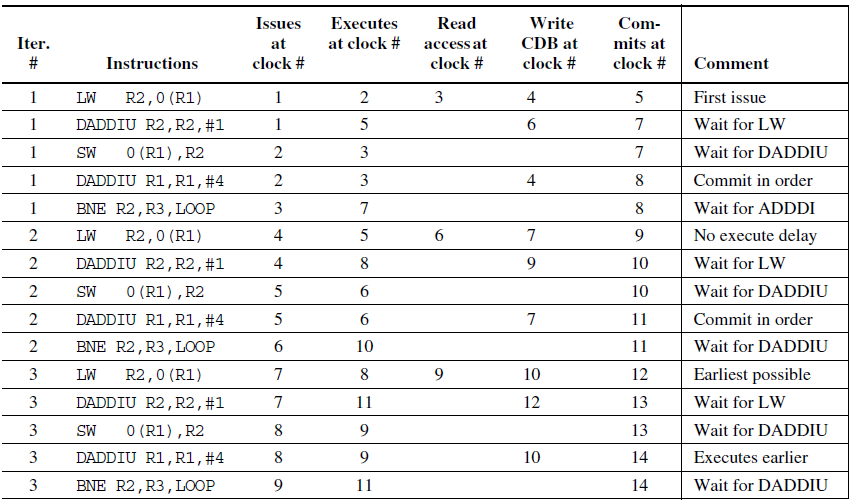 Issues Executes Read Write Com-
Iter. at at clock # access at CDB at mits at
# Instructions clock # clock # clock # clock # Comment
1 LW R2,0(R1) 1 2 3 4 5 First issue
1 DADDIU R2,R2,#1 1 5 6 7 Wait for LW
1 SW 0(R1),R2 2 3 7 Wait for DADDIU
1 DADDIU R1,R1,#4 2 3 4 8 Commit in order
1 BNE R2,R3,LOOP 3 7 8 Wait for ADDDI
2 LW R2,0(R1) 4 5 6 7 9 No execute delay
2 DADDIU R2,R2,#1 4 8 9 10 Wait for LW
2 SW 0(R1),R2 5 6 10 Wait for DADDIU
2 DADDIU R1,R1,#4 5 6 7 11 Commit in order
2 BNE R2,R3,LOOP 6 10 11 Wait for DADDIU
3 LW R2,0(R1) 7 8 9 10 12 Earliest possible
3 DADDIU R2,R2,#1 7 11 12 13 Wait for LW
3 SW 0(R1),R2 8 9 13 Wait for DADDIU
3 DADDIU R1,R1,#4 8 9 10 14 Executes earlier
3 BNE R2,R3,LOOP 9 11 14 Wait for DADDIU